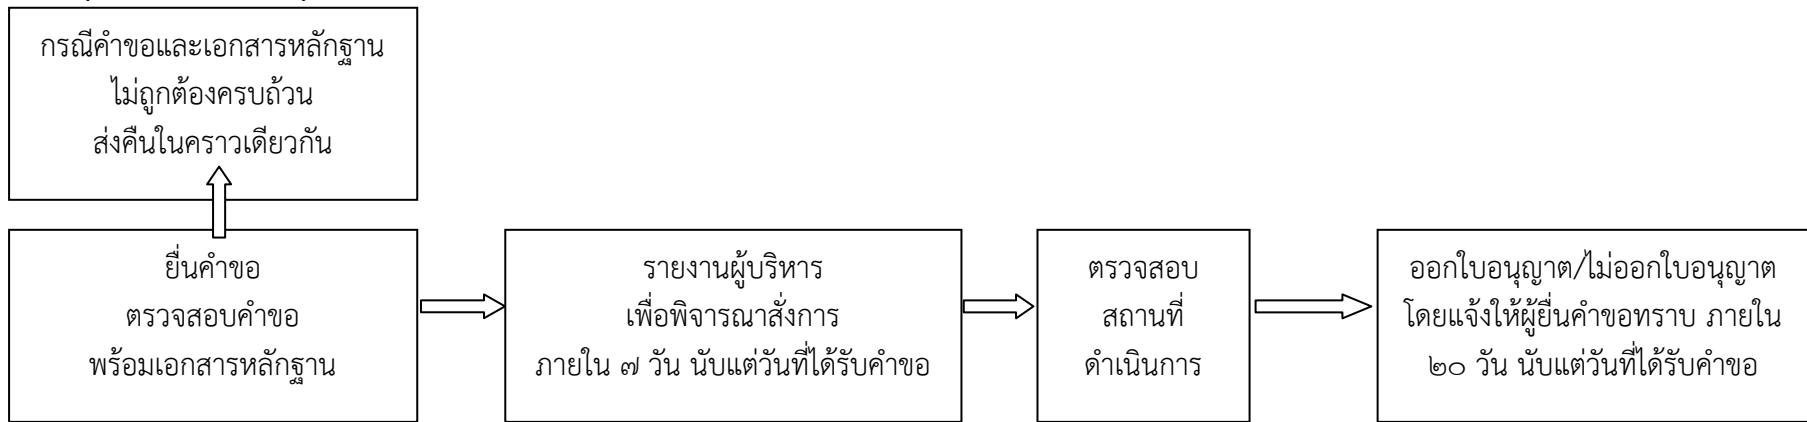 กรณีคำขอและเอกสารหลักฐาน
ไม่ถูกต้องครบถ้วน
ส่งคืนในคราวเดียวกัน
ยื่นคำขอ
ตรวจสอบคำขอ
พร้อมเอกสารหลักฐาน
รายงานผู้บริหาร
เพื่อพิจารณาสั่งการ
ภายใน ๗ วัน นับแต่วันที่ได้รับคำขอ
ตรวจสอบ
สถานที่
ดำเนินการ
ออกใบอนุญาต/ไม่ออกใบอนุญาต
โดยแจ้งให้ผู้ยื่นคำขอทราบ ภายใน
๒๐ วัน นับแต่วันที่ได้รับคำขอ